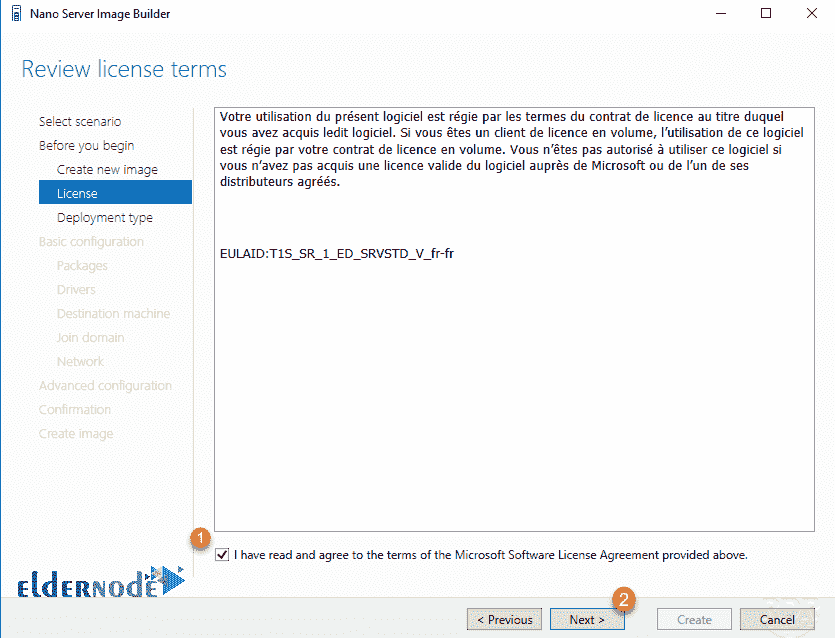 Nano Server Image Builder
Review license terms
Select scenario
Before you begin
Create new image
License
Deployment type
Basic configuration
Packages
Drivers
Destination machine
Join domain
Network
Advanced configuration
Confirmation
Create image
Votre utilisation du présent logiciel est régie par les termes du contrat de licence au titre duquel
vous avez acquis ledit logiciel. Si vous êtes un client de licence en volume, l'utilisation de ce logiciel
est régie par votre contrat de licence en volume. Vous n'êtes pas autorisé à utiliser ce logiciel si
vous n'avez pas acquis une licence valide du logiciel auprès de Microsoft ou de l'un de ses
distributeurs agréés.
EULAID:T1S_SR_1_ED_SRVSTD_V_fr-fr
1
I have read and agree to the terms of the Microsoft Software License Agreement provided above.
eldernode
2
< Previous
Next >
Create
Cancel